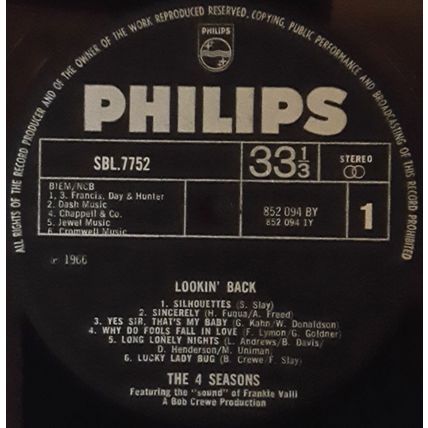 ALL RIGHTS OF THE RECORD PRODUCER AND OF THE OWNER OF THE WORK REPRODUCED RESERVED. COPYING, PUBLIC PERFORMANCE AND BROADCASTING OF THIS RECORD PROHIBITED
PHILIPS
PHILIPS
SBL.7752
33⅓
STEREO
BIEM/NCB
1, 3. Francis, Day & Hunter
2. Dash Music
4. Chappell & Co.
5. Jewel Music
6. Cromwell Music
852 094 BY
852 094 1Y
1
℗ 1966
LOOKIN' BACK
1. SILHOUETTES (S. Slay)
2. SINCERELY (H. Fuqua/A. Freed)
3. YES SIR, THAT'S MY BABY (G. Kahn/W. Donaldson)
4. WHY DO FOOLS FALL IN LOVE (F. Lymon/G. Goldner)
5. LONG LONELY NIGHTS (L. Andrews/B. Davis/
D. Henderson/M. Uniman)
6. LUCKY LADY BUG (B. Crewe F. Slay)
THE 4 SEASONS
Featuring the "sound" of Frankie Valli
A Bob Crewe Production